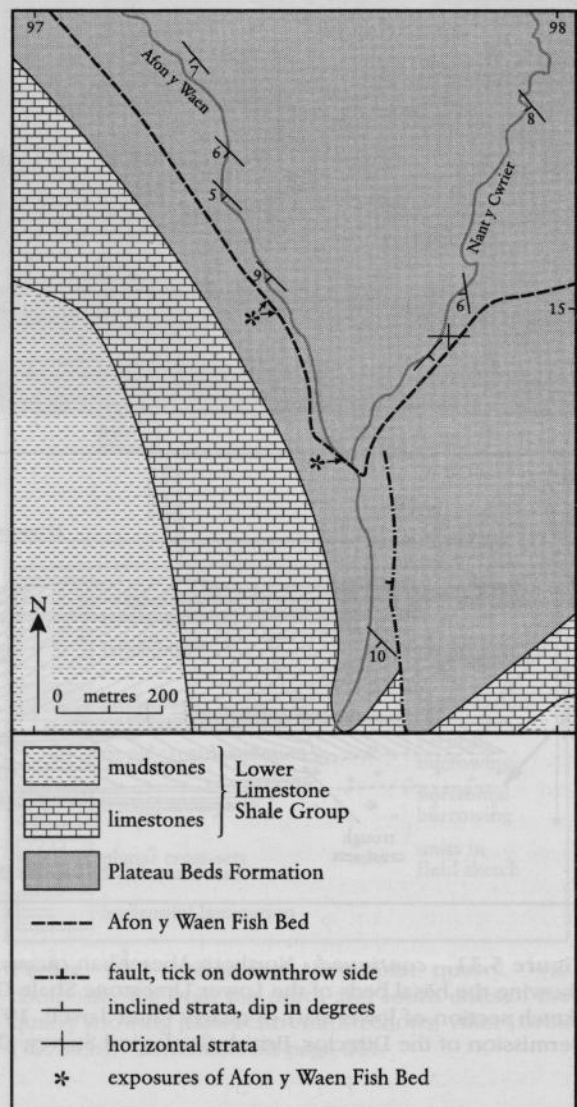 97
98
Afon y Waen
7
8
6
Nant y Cwrier
5
9
6
15
10
N
0 metres 200
mudstones
limestones
Lower
Limestone
Shale Group
Plateau Beds Formation
Afon y Waen Fish Bed
fault, tick on downthrow side
inclined strata, dip in degrees
horizontal strata
exposures of Afon y Waen Fish Bed